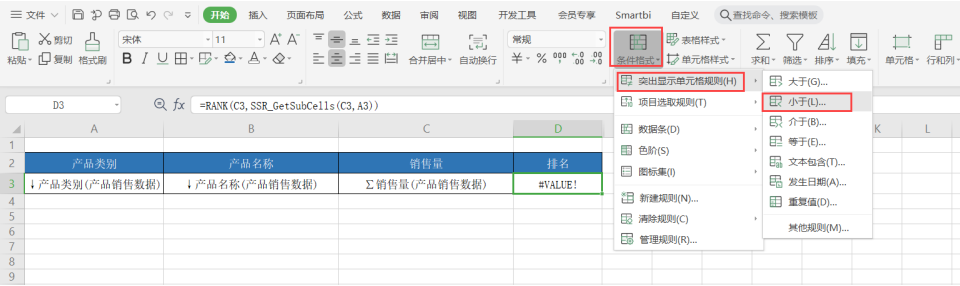 文件 开始 插入 页面布局 公式 数据 审阅 视图 开发工具 会员专享 Smartbi 自定义 查找命令、搜索模板
粘贴 剪切 复制 格式刷 宋体 11 合并居中 自动换行 常规 条件格式 表格样式 单元格样式 求和 筛选 排序 填充 单元格 行和列
D3 fx =RANK(C3,SSR_GetSubCells(C3,A3))
A B C D K L
1
2 产品类别 产品名称 销售量 排名
3 ↓产品类别(产品销售数据) ↓产品名称(产品销售数据) Σ销售量(产品销售数据) #VALUE!
4
5
6
7
8
9
突出显示单元格规则(H)
项目选取规则(T)
数据条(D)
色阶(S)
图标集(I)
新建规则(N)...
清除规则(C)
管理规则(R)...
大于(G)...
小于(L)...
介于(B)...
等于(E)...
文本包含(T)...
发生日期(A)...
重复值(D)...
其他规则(M)...